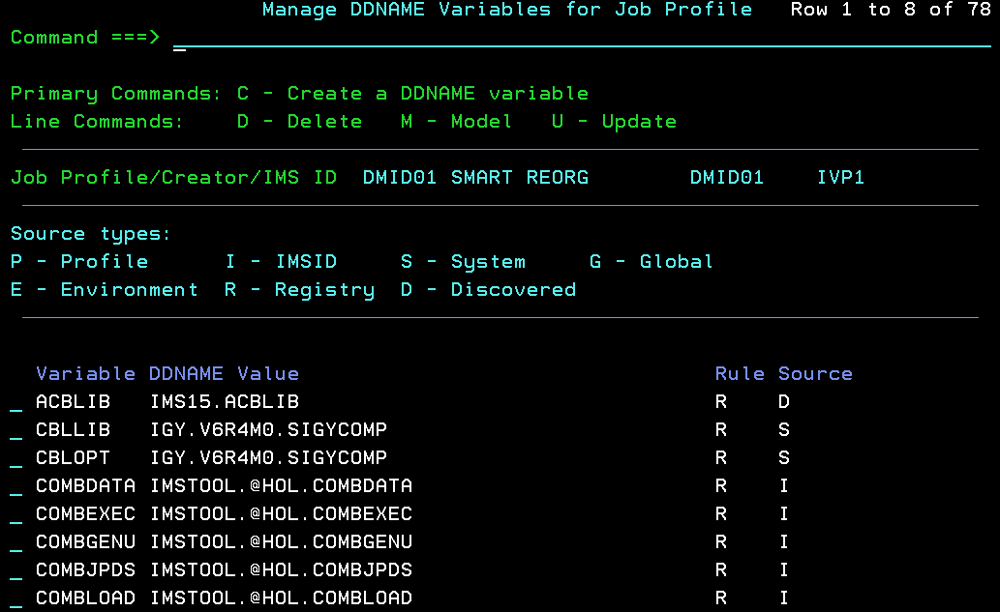 Manage DDNAME Variables for Job Profile   Row 1 to 8 of 78
Command ===>
Primary Commands: C - Create a DDNAME variable
Line Commands:    D - Delete   M - Model   U - Update
Job Profile/Creator/IMS ID  DMID01 SMART REORG        DMID01    IVP1
Source types:
P - Profile      I - IMSID     S - System     G - Global
E - Environment  R - Registry  D - Discovered
Variable DDNAME Value                                 Rule Source
_ ACBLIB   IMS15.ACBLIB                                 R    D
_ CBLLIB   IGY.V6R4M0.SIGYCOMP                          R    S
_ CBLOPT   IGY.V6R4M0.SIGYCOMP                          R    S
_ COMBDATA IMSTOOL.@HOL.COMBDATA                        R    I
_ COMBEXEC IMSTOOL.@HOL.COMBEXEC                        R    I
_ COMBGENU IMSTOOL.@HOL.COMBGENU                        R    I
_ COMBJPDS IMSTOOL.@HOL.COMBJPDS                        R    I
_ COMBLOAD IMSTOOL.@HOL.COMBLOAD                        R    I